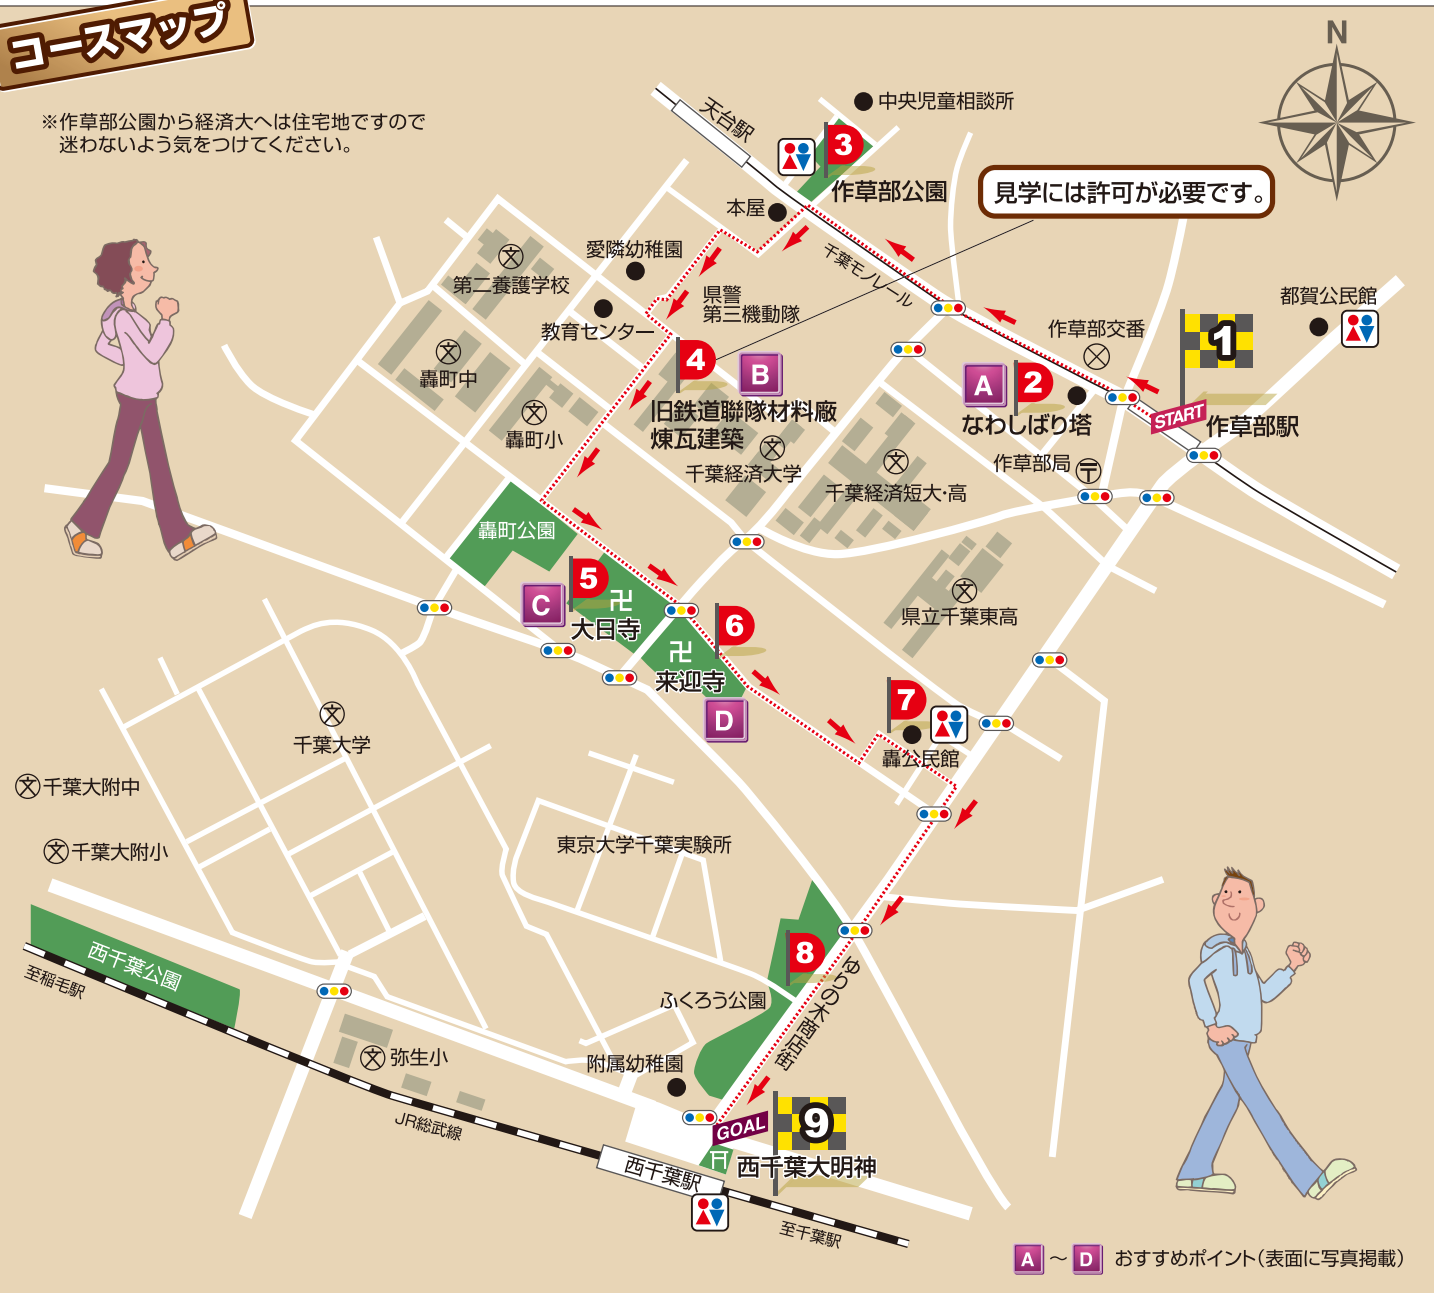 コースマップ
※作草部公園から経済大へは住宅地ですので
迷わないよう気をつけてください。
N
中央児童相談所
天台駅
3
作草部公園
見学には許可が必要です。
本屋
千葉モノレール
愛隣幼稚園
第二養護学校
文
教育センター
県警
第三機動隊
都賀公民館
作草部交番
1
START
作草部駅
A
2
なわしばり塔
作草部局
〒
4
B
旧鉄道聯隊材料廠
煉瓦建築
文
轟町中
文
轟町小
文
千葉経済大学
文
千葉経済短大・高
轟町公園
5
C
卍
大日寺
6
卍
来迎寺
D
文
県立千葉東高
7
轟公民館
文
千葉大学
文
千葉大附中
文
千葉大附小
東京大学千葉実験所
西千葉公園
至稲毛駅
8
ふくろう公園
ゆりの木商店街
文
弥生小
附属幼稚園
JR総武線
GOAL
9
西千葉大明神
西千葉駅
至千葉駅
A ～ D おすすめポイント（表面に写真掲載）